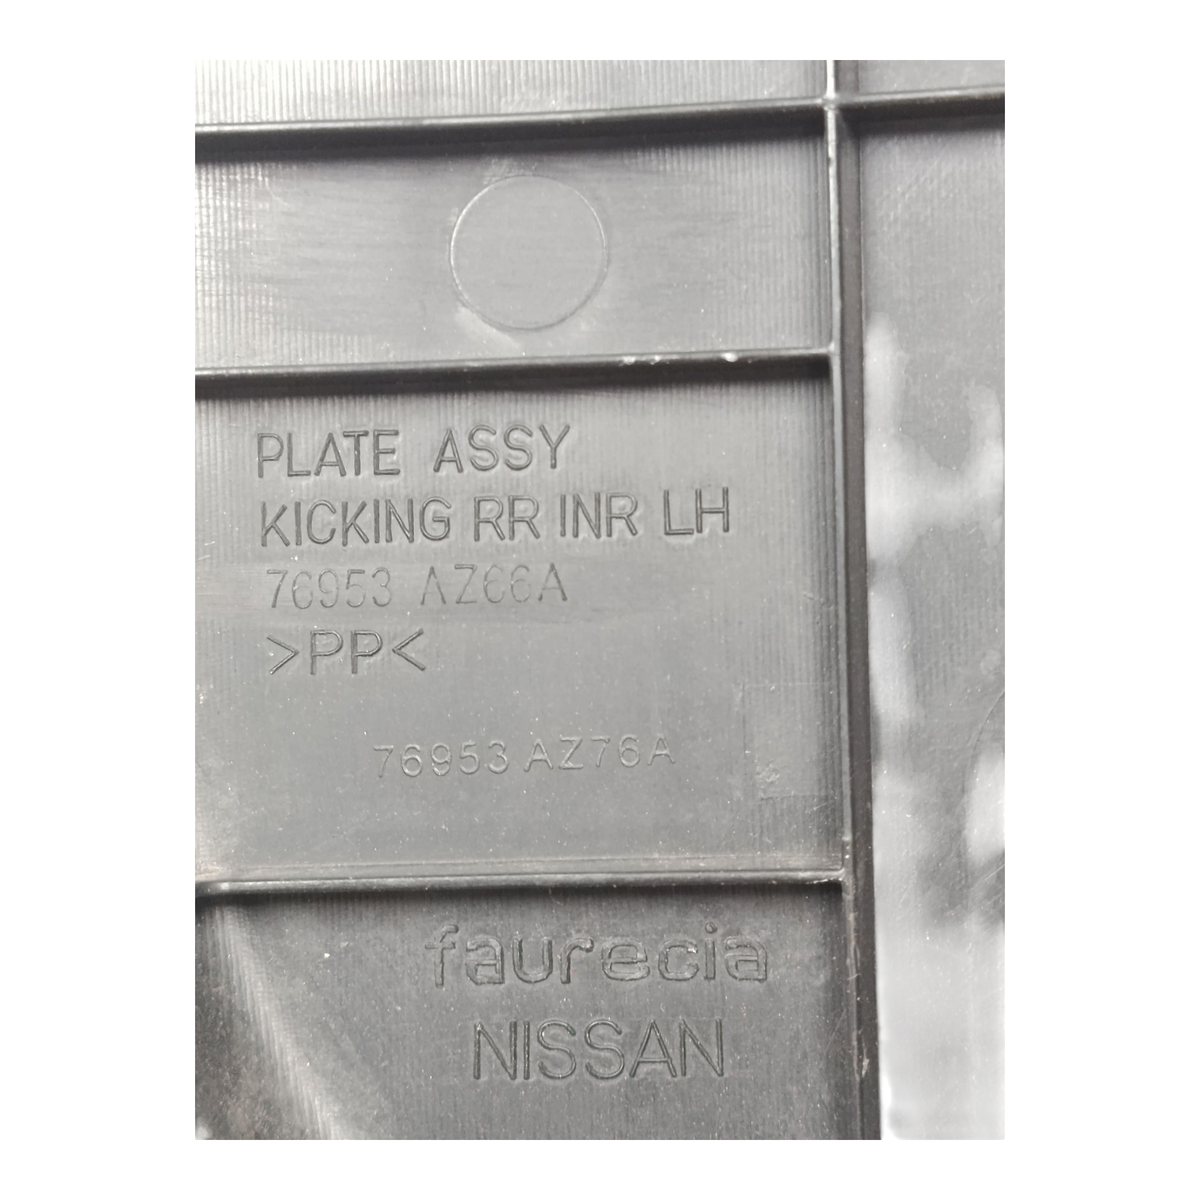 PLATE ASSY
KICKING RR INR LH
76953 AZ66A
>PP<
76953 AZ76A
faurecia
NISSAN